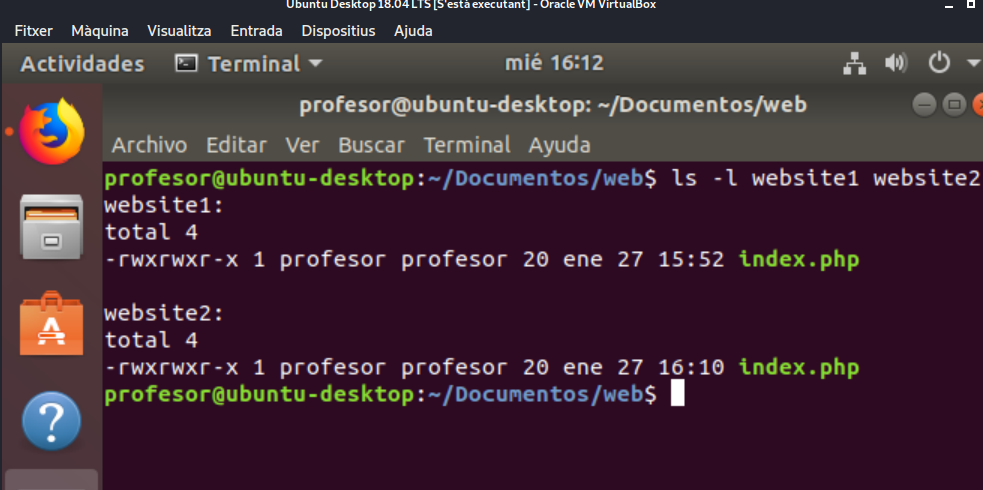 Ubuntu Desktop 18.04 LTS [S'està executant] - Oracle VM VirtualBox
Fitxer Màquina Visualitza Entrada Dispositius Ajuda
Actividades Terminal mié 16:12
profesor@ubuntu-desktop: ~/Documentos/web
Archivo Editar Ver Buscar Terminal Ayuda
profesor@ubuntu-desktop:~/Documentos/web$ ls -l website1 website2
website1:
total 4
-rwxrwxr-x 1 profesor profesor 20 ene 27 15:52 index.php
website2:
total 4
-rwxrwxr-x 1 profesor profesor 20 ene 27 16:10 index.php
profesor@ubuntu-desktop:~/Documentos/web$